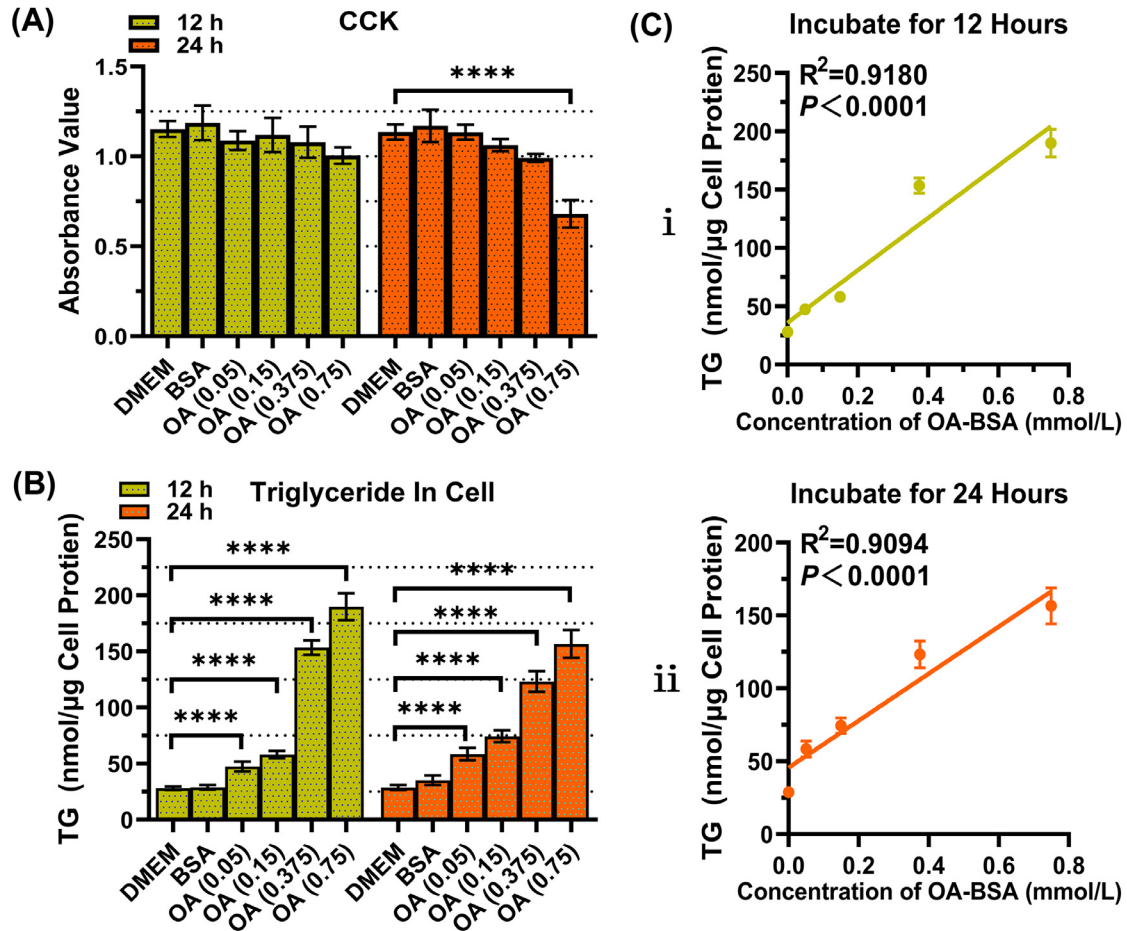 (A)
12 h
24 h
CCK
****
Absorbance Value
1.5
1.0
0.5
0.0
DMEM
BSA
OA (0.05)
OA (0.15)
OA (0.375)
OA (0.75)
DMEM
BSA
OA (0.05)
OA (0.15)
OA (0.375)
OA (0.75)
(B)
12 h
24 h
Triglyceride In Cell
TG (nmol/μg Cell Protien)
250
200
150
100
50
0
****
****
****
****
****
****
****
****
DMEM
BSA
OA (0.05)
OA (0.15)
OA (0.375)
OA (0.75)
DMEM
BSA
OA (0.05)
OA (0.15)
OA (0.375)
OA (0.75)
(C)
i
Incubate for 12 Hours
R²=0.9180
P<0.0001
TG (nmol/μg Cell Protien)
250
200
150
100
50
0
0.0 0.2 0.4 0.6 0.8
Concentration of OA-BSA (mmol/L)
ii
Incubate for 24 Hours
R²=0.9094
P<0.0001
TG (nmol/μg Cell Protien)
200
150
100
50
0
0.0 0.2 0.4 0.6 0.8
Concentration of OA-BSA (mmol/L)